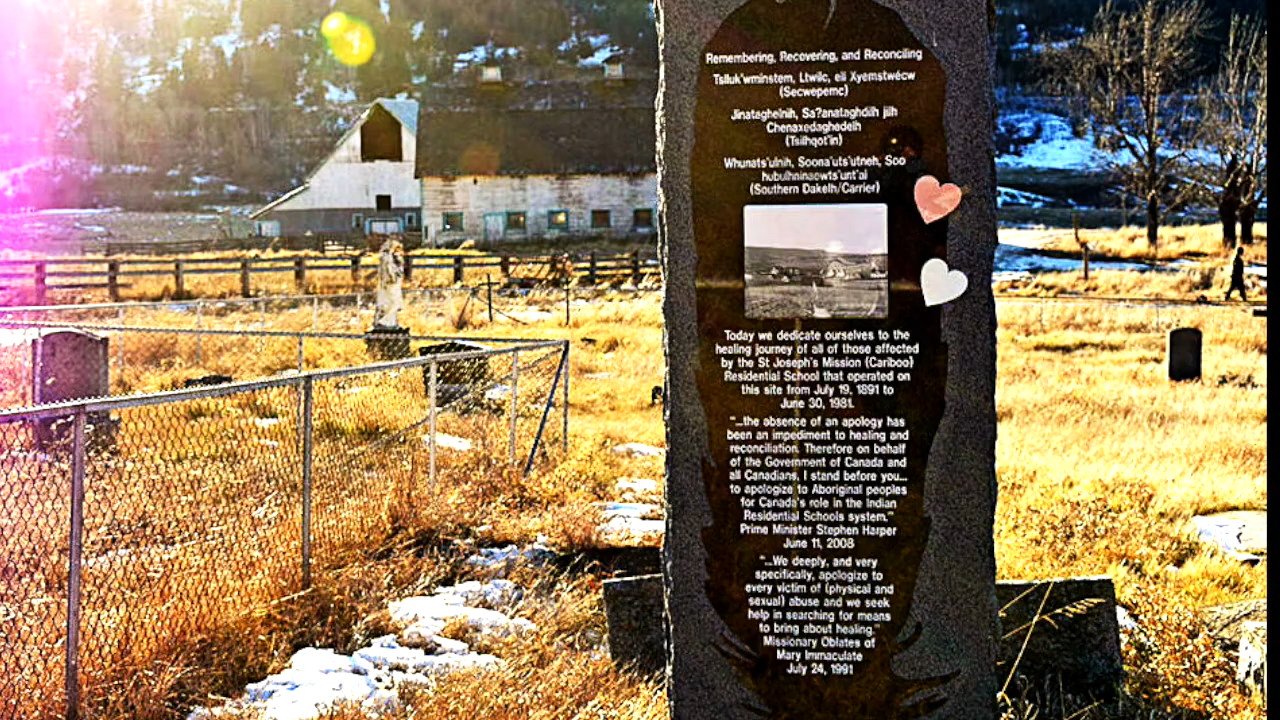 Remembering, Recovering, and Reconciling
Tslluk'wminstem, Ltwilc, ell Xyemstwécw
(Secwepemc)
Jinatagheinih, Sa?anataghdilh jilh
Chenaxedaghedelh
(Tsilhqot'in)
Whunats'ulnih, Soona'uts'utneh, Soo
hubulhninaowts'unt'ai
(Southern Dakelh/Carrier)
Today we dedicate ourselves to the
healing journey of all of those affected
by the St Joseph's Mission (Cariboo)
Residential School that operated on
this site from July 19, 1891 to
June 30, 1981.
"...the absence of an apology has
been an impediment to healing and
reconciliation. Therefore on behalf
of the Government of Canada and
all Canadians, I stand before you...
to apologize to Aboriginal peoples
for Canada's role in the Indian
Residential Schools system."
Prime Minister Stephen Harper
June 11, 2008
"...We deeply, and very
specifically, apologize to
every victim of (physical and
sexual) abuse and we seek
help in searching for means
to bring about healing."
Missionary Oblates of
Mary Immaculate
July 24, 1991